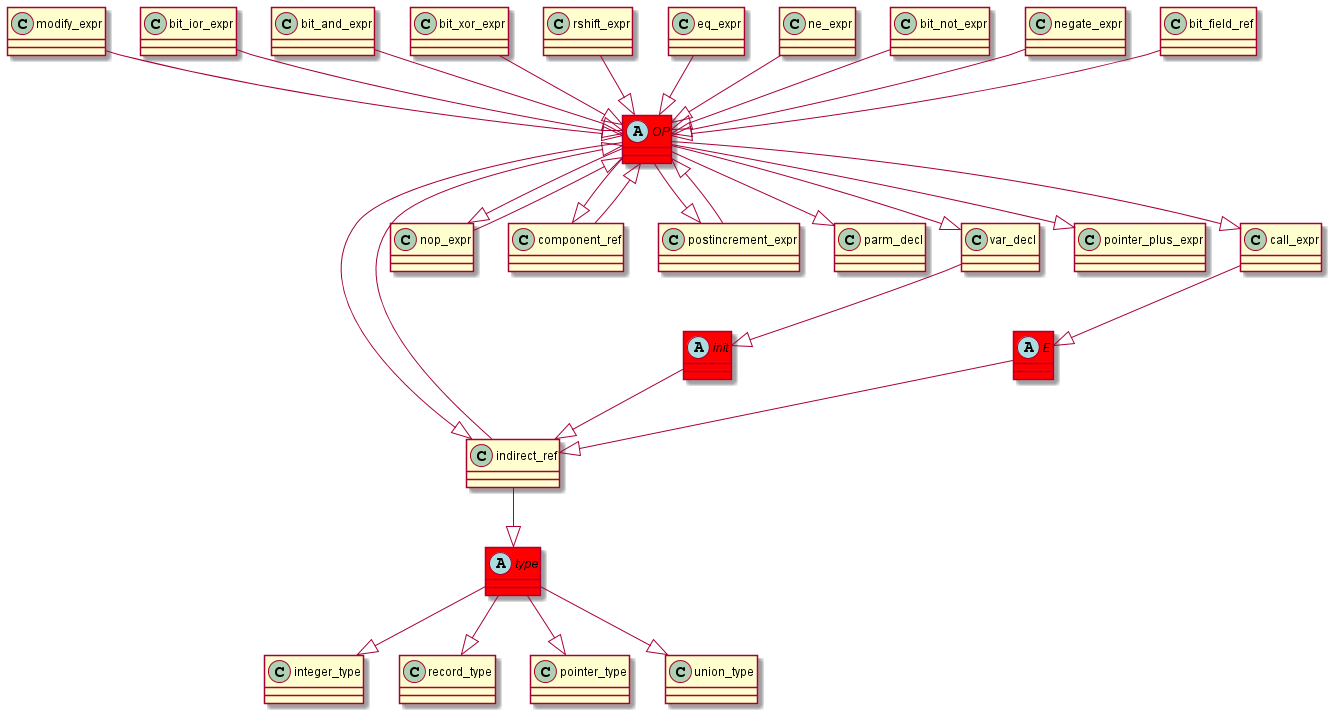 C modify_expr
C bit_ior_expr
C bit_and_expr
C bit_xor_expr
C rshift_expr
C eq_expr
C ne_expr
C bit_not_expr
C negate_expr
C bit_field_ref
A OP
C nop_expr
C component_ref
C postincrement_expr
C parm_decl
C var_decl
C pointer_plus_expr
C call_expr
A init
A E
C indirect_ref
A type
C integer_type
C record_type
C pointer_type
C union_type